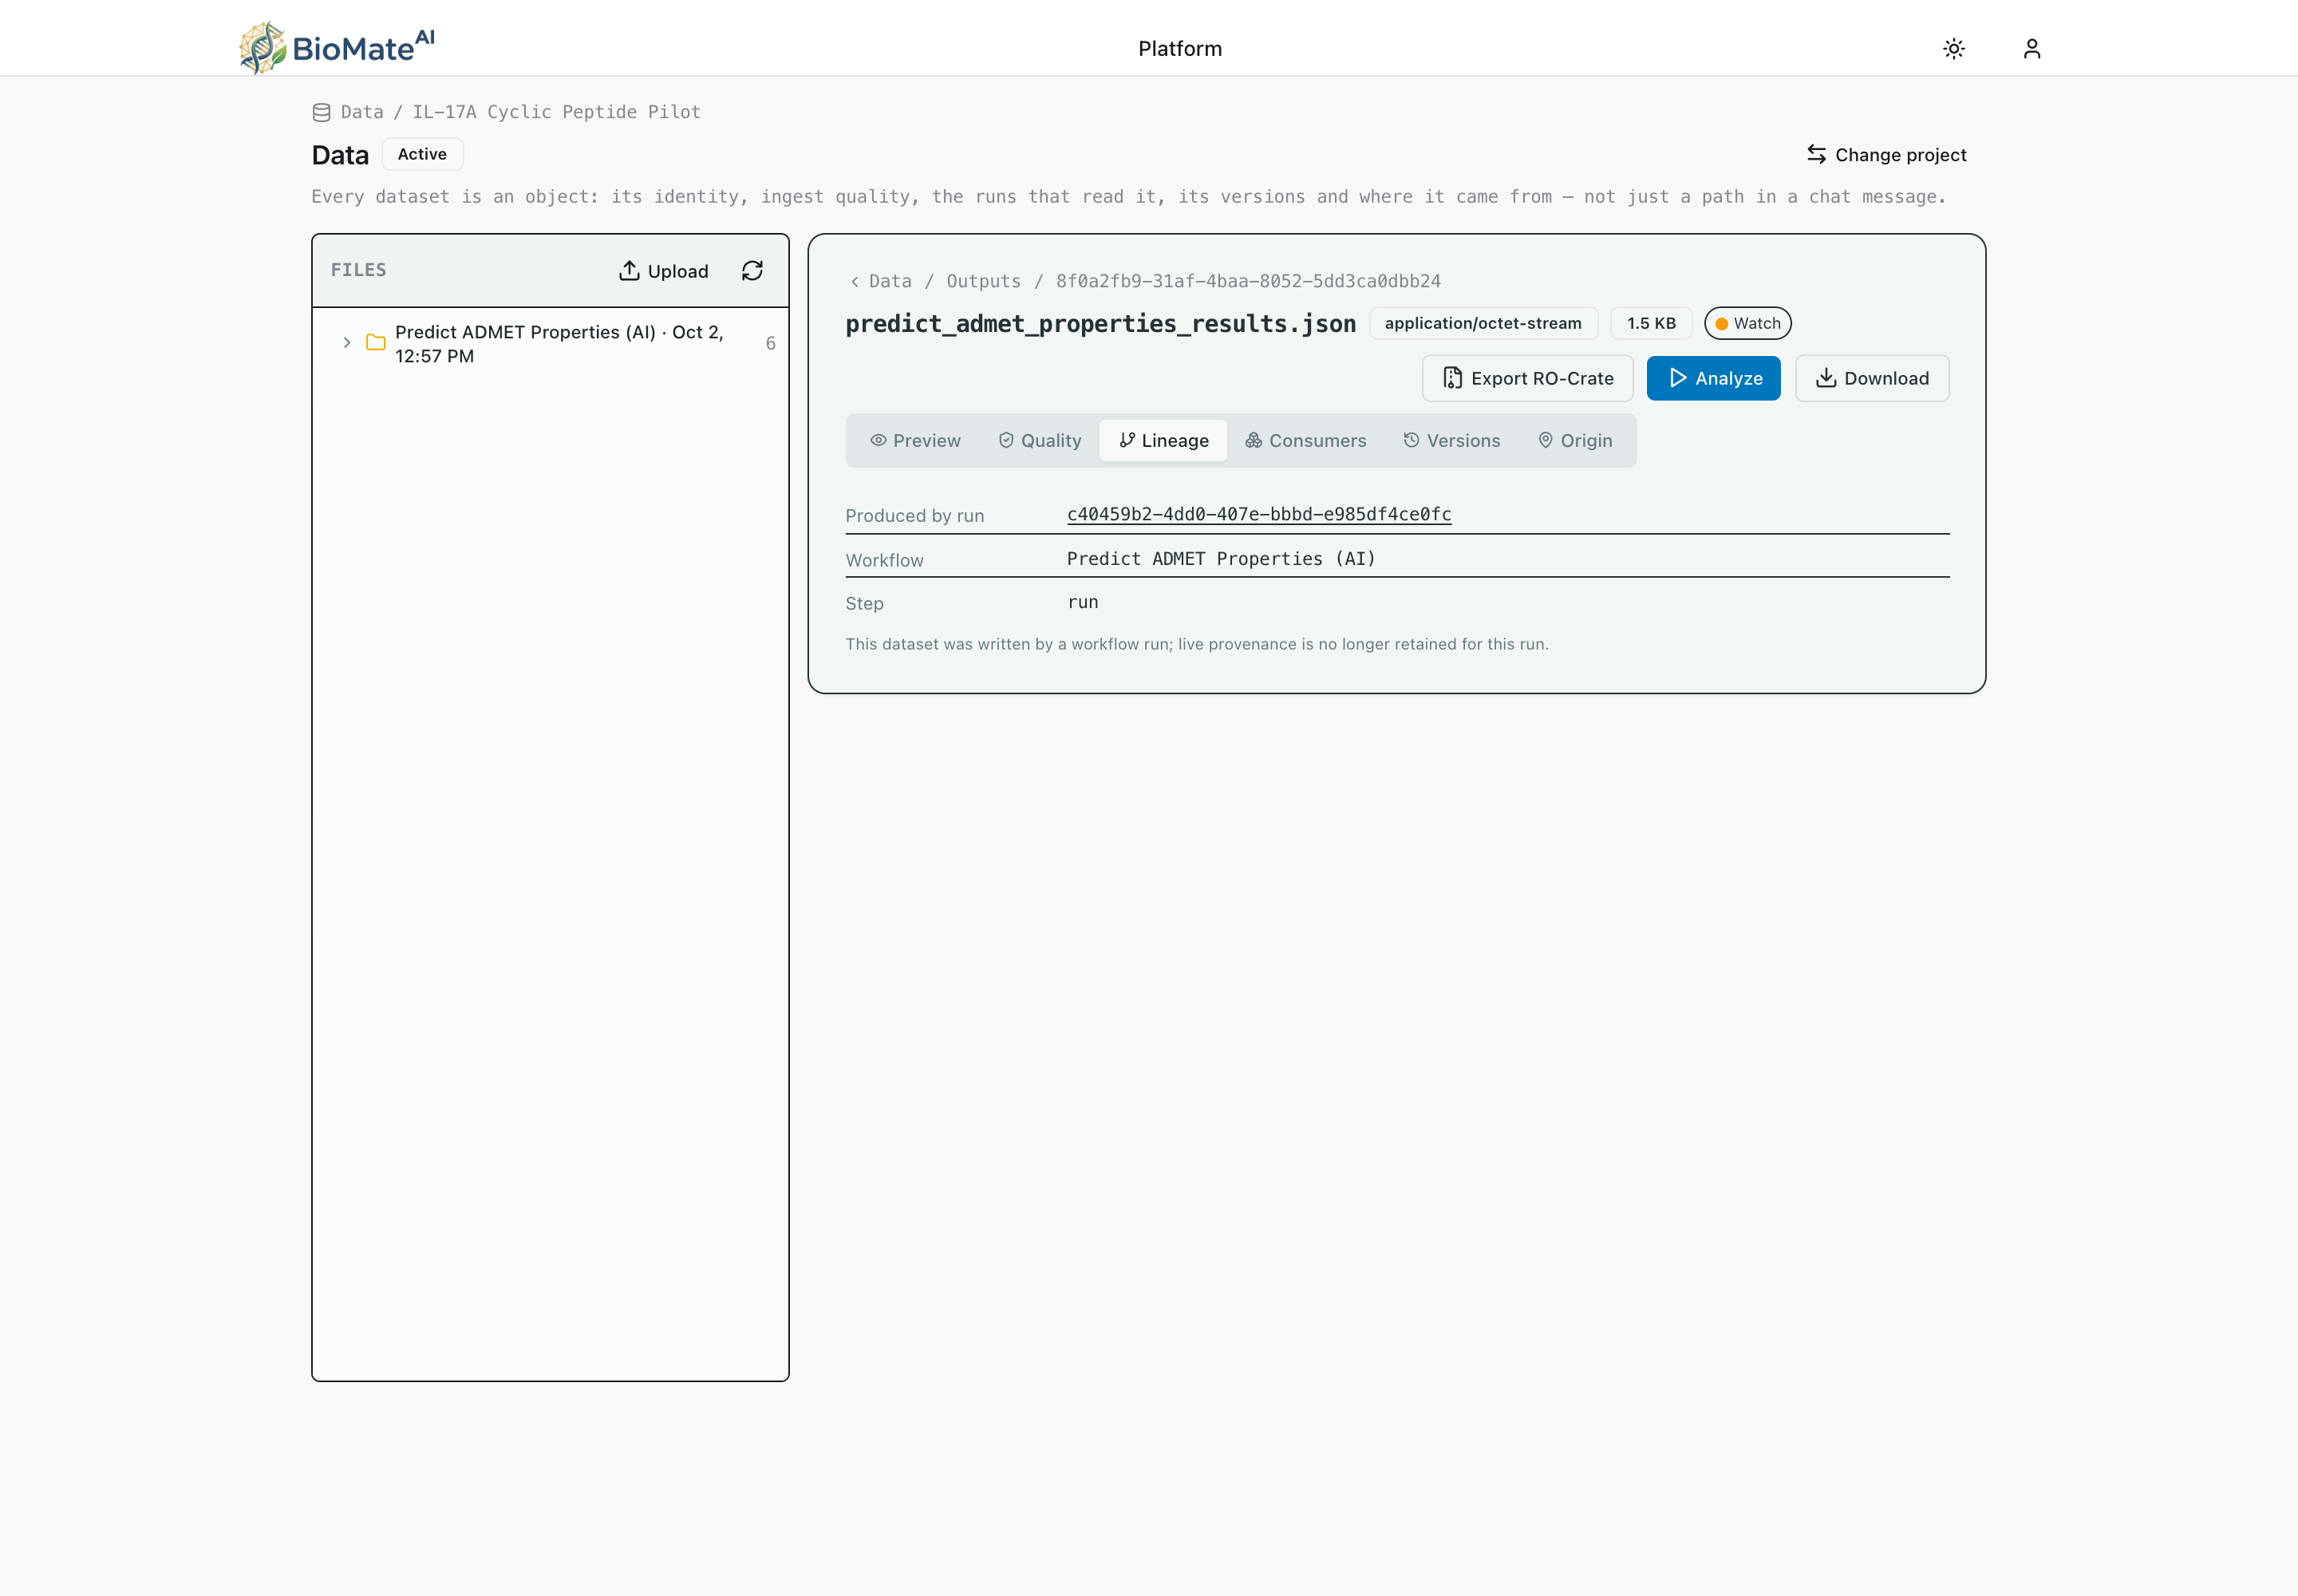 BioMate AI
Platform
Data / IL-17A Cyclic Peptide Pilot
Data
Active
Change project
Every dataset is an object: its identity, ingest quality, the runs that read it, its versions and where it came from — not just a path in a chat message.
FILES
Upload
Predict ADMET Properties (AI) · Oct 2,
12:57 PM
6
Data / Outputs / 8f0a2fb9-31af-4baa-8052-5dd3ca0dbb24
predict_admet_properties_results.json
application/octet-stream
1.5 KB
Watch
Export RO-Crate
Analyze
Download
Preview
Quality
Lineage
Consumers
Versions
Origin
Produced by run
c40459b2-4dd0-407e-bbbd-e985df4ce0fc
Workflow
Predict ADMET Properties (AI)
Step
run
This dataset was written by a workflow run; live provenance is no longer retained for this run.